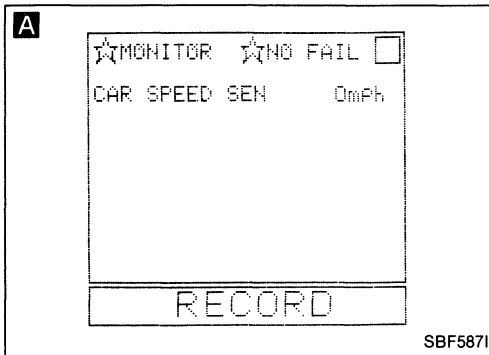 A
☆MONITOR ☆NO FAIL □
CAR SPEED SEN 0mph
RECORD
SBF587I